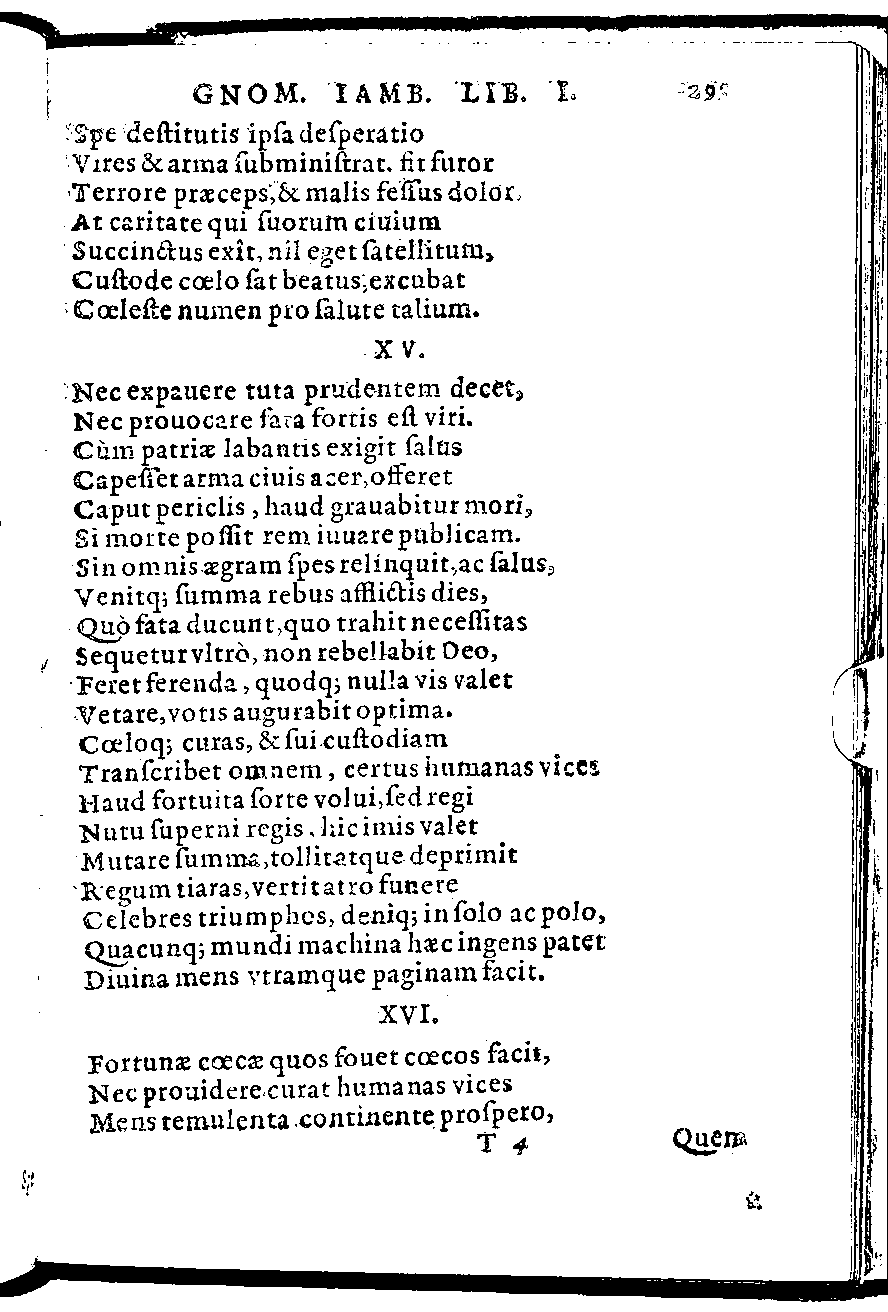 GNOM. IAMB. LIB. I. 295
Spe deſtitutis ipſa deſperatio
Vires & arma ſubminiſtrat. fit furor
Terrore præceps, & malis feſſus dolor,
At caritate qui ſuorum ciuium
Succinctus exît, nil eget ſatellitum,
Cuſtode cœlo ſat beatus, excubat
Cœleſte numen pro ſalute talium.
XV.
Nec expauere tuta prudentem decet,
Nec prouocare fata fortis eſt viri.
Cùm patriæ labantis exigit ſalus
Capeſſet arma ciuis acer, offeret
Caput periclis, haud grauabitur mori,
Si morte poſſit rem iuuare publicam.
Sin omnis ægram ſpes relinquit, ac ſalus,
Venitq; ſumma rebus afflictis dies,
Quò fata ducunt, quo trahit neceſſitas
Sequetur vltrò, non rebellabit Deo,
Feret ferenda, quodq; nulla vis valet
Vetare, votis augurabit optima.
Cœloq; curas, & ſui cuſtodiam
Tranſcribet omnem, certus humanas vices
Haud fortuita ſorte volui, ſed regi
Nutu ſuperni regis. hic imis valet
Mutare ſumma, tollitatque deprimit
Regum tiaras, vertit atro funere
Celebres triumphos, deniq; in ſolo ac polo,
Quacunq; mundi machina hæc ingens patet
Diuina mens vtramque paginam facit.
XVI.
Fortunæ cœcæ quos fouet cœcos facit,
Nec prouidere curat humanas vices
Mens temulenta continente proſpero,
T 4 Quem